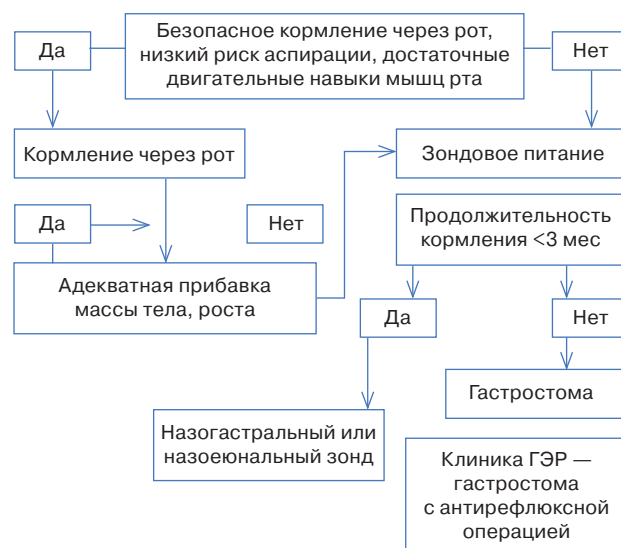 Безопасное кормление через рот,
низкий риск аспирации, достаточные
двигательные навыки мышц рта
Да
Нет
Кормление через рот
Зондовое питание
Да
Нет
Продолжительность
кормления <3 мес
Адекватная прибавка
массы тела, роста
Да
Нет
Гастростома
Назогастральный или
назоеюнальный зонд
Клиника ГЭР —
гастростома
с антирефлюксной
операцией